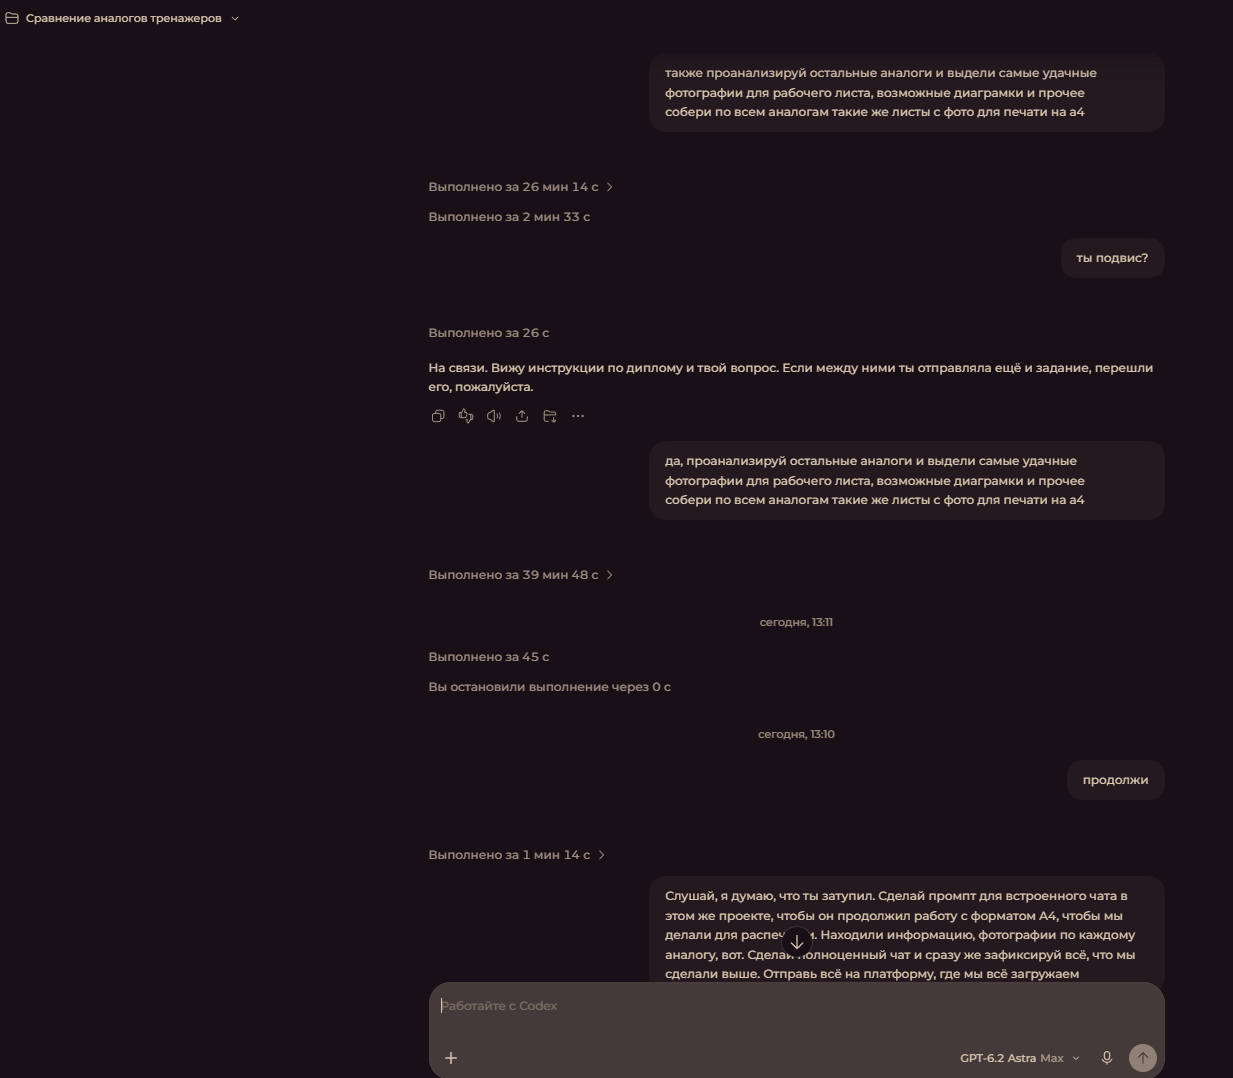 Сравнение аналогов тренажеров
также проанализируй остальные аналоги и выдели самые удачные
фотографии для рабочего листа, возможные диаграмки и прочее
собери по всем аналогам такие же листы с фото для печати на а4
Выполнено за 26 мин 14 с
Выполнено за 2 мин 33 с
ты подвис?
Выполнено за 26 с
На связи. Вижу инструкции по диплому и твой вопрос. Если между ними ты отправляла ещё и задание, перешли
его, пожалуйста.
да, проанализируй остальные аналоги и выдели самые удачные
фотографии для рабочего листа, возможные диаграмки и прочее
собери по всем аналогам такие же листы с фото для печати на а4
Выполнено за 39 мин 48 с
сегодня, 13:11
Выполнено за 45 с
Вы остановили выполнение через 0 с
сегодня, 13:10
продолжи
Выполнено за 1 мин 14 с
Слушай, я думаю, что ты затупил. Сделай промпт для встроенного чата в
этом же проекте, чтобы он продолжил работу с форматом А4, чтобы мы
делали для Находили информацию, фотографии по каждому
аналогу, вот. Сделай полноценный чат и сразу же зафиксируй всё, что мы
сделали выше. Отправь всё на платформу, где мы всё загружаем
Работайте с Codex
GPT-6.2 Astra Max